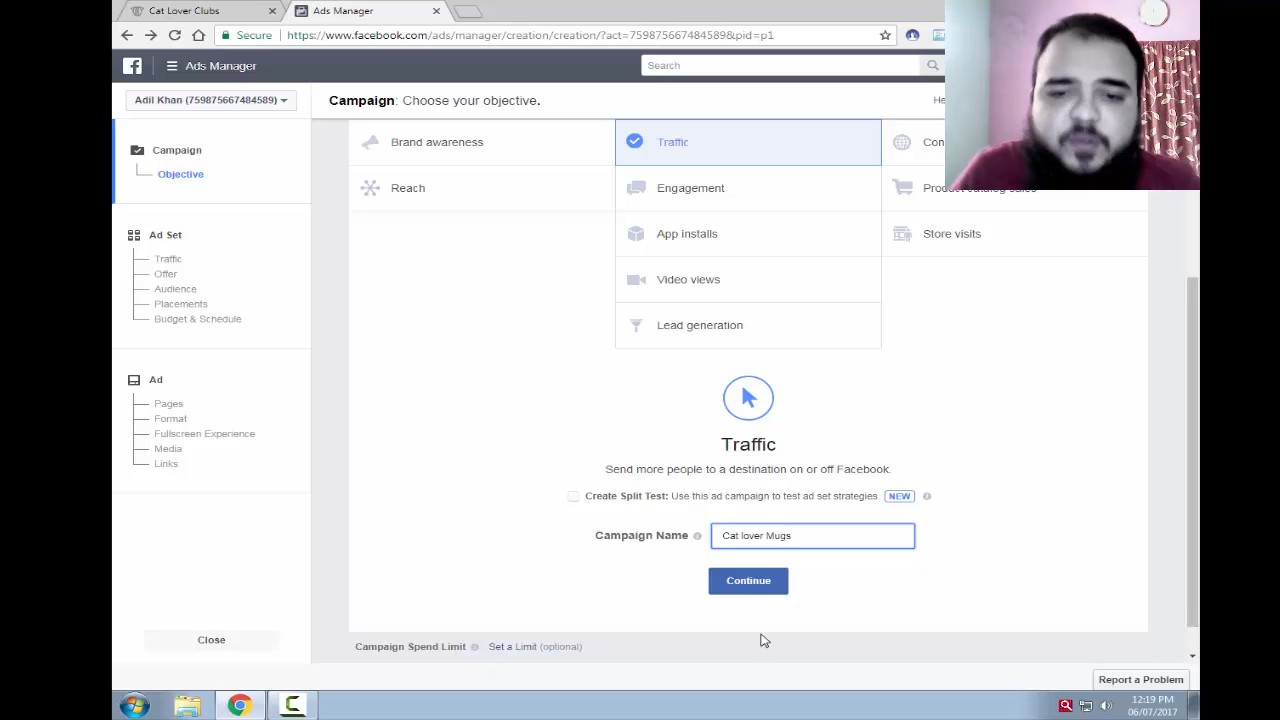 Cat Lover Clubs
Ads Manager
Secure https://www.facebook.com/ads/manager/creation/creation/?act=759875667484589&pid=p1
Ads Manager
Search
Adil Khan (759875667484589)
Campaign: Choose your objective.
Campaign
Objective
Ad Set
Traffic
Offer
Audience
Placements
Budget & Schedule
Ad
Pages
Format
Fullscreen Experience
Media
Links
Close
Brand awareness
Traffic
Reach
Engagement
App installs
Store visits
Video views
Lead generation
Traffic
Send more people to a destination on or off Facebook.
Create Split Test: Use this ad campaign to test ad set strategies NEW
Campaign Name Cat lover Mugs
Continue
Campaign Spend Limit Set a Limit (optional)
Report a Problem
12:19 PM
06/07/2017